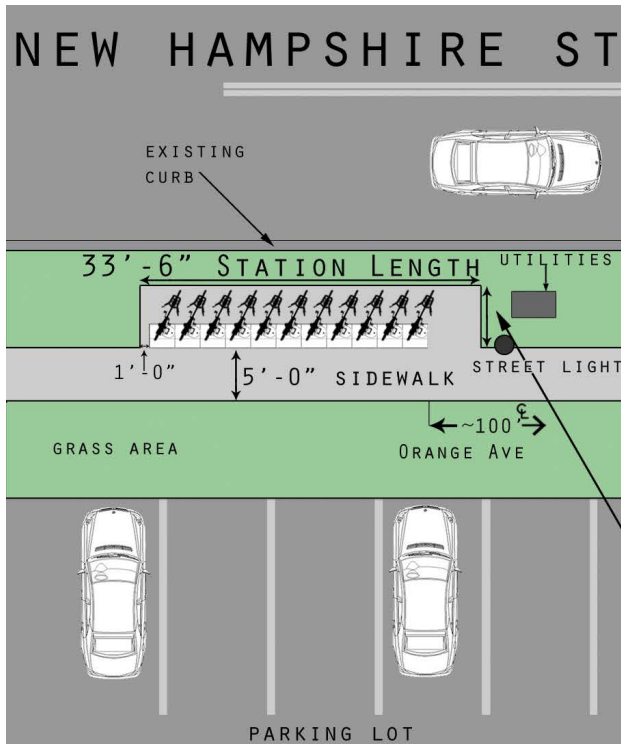 NEW HAMPSHIRE ST
EXISTING
CURB
33'-6" STATION LENGTH
UTILITIES
1'-0"
5'-0" SIDEWALK
STREET LIGHT
℄
~100'
GRASS AREA
ORANGE AVE
PARKING LOT